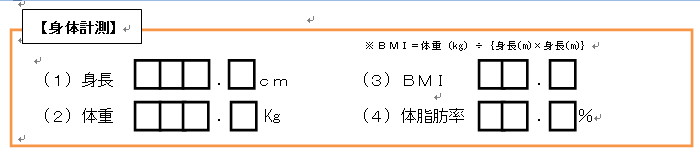 【身体計測】
※ＢＭＩ＝体重（kg）÷｛身長(m)×身長(m)｝
（１）身長 . ｃｍ （３）ＢＭＩ .
（２）体重 . Kg （４）体脂肪率 . ％